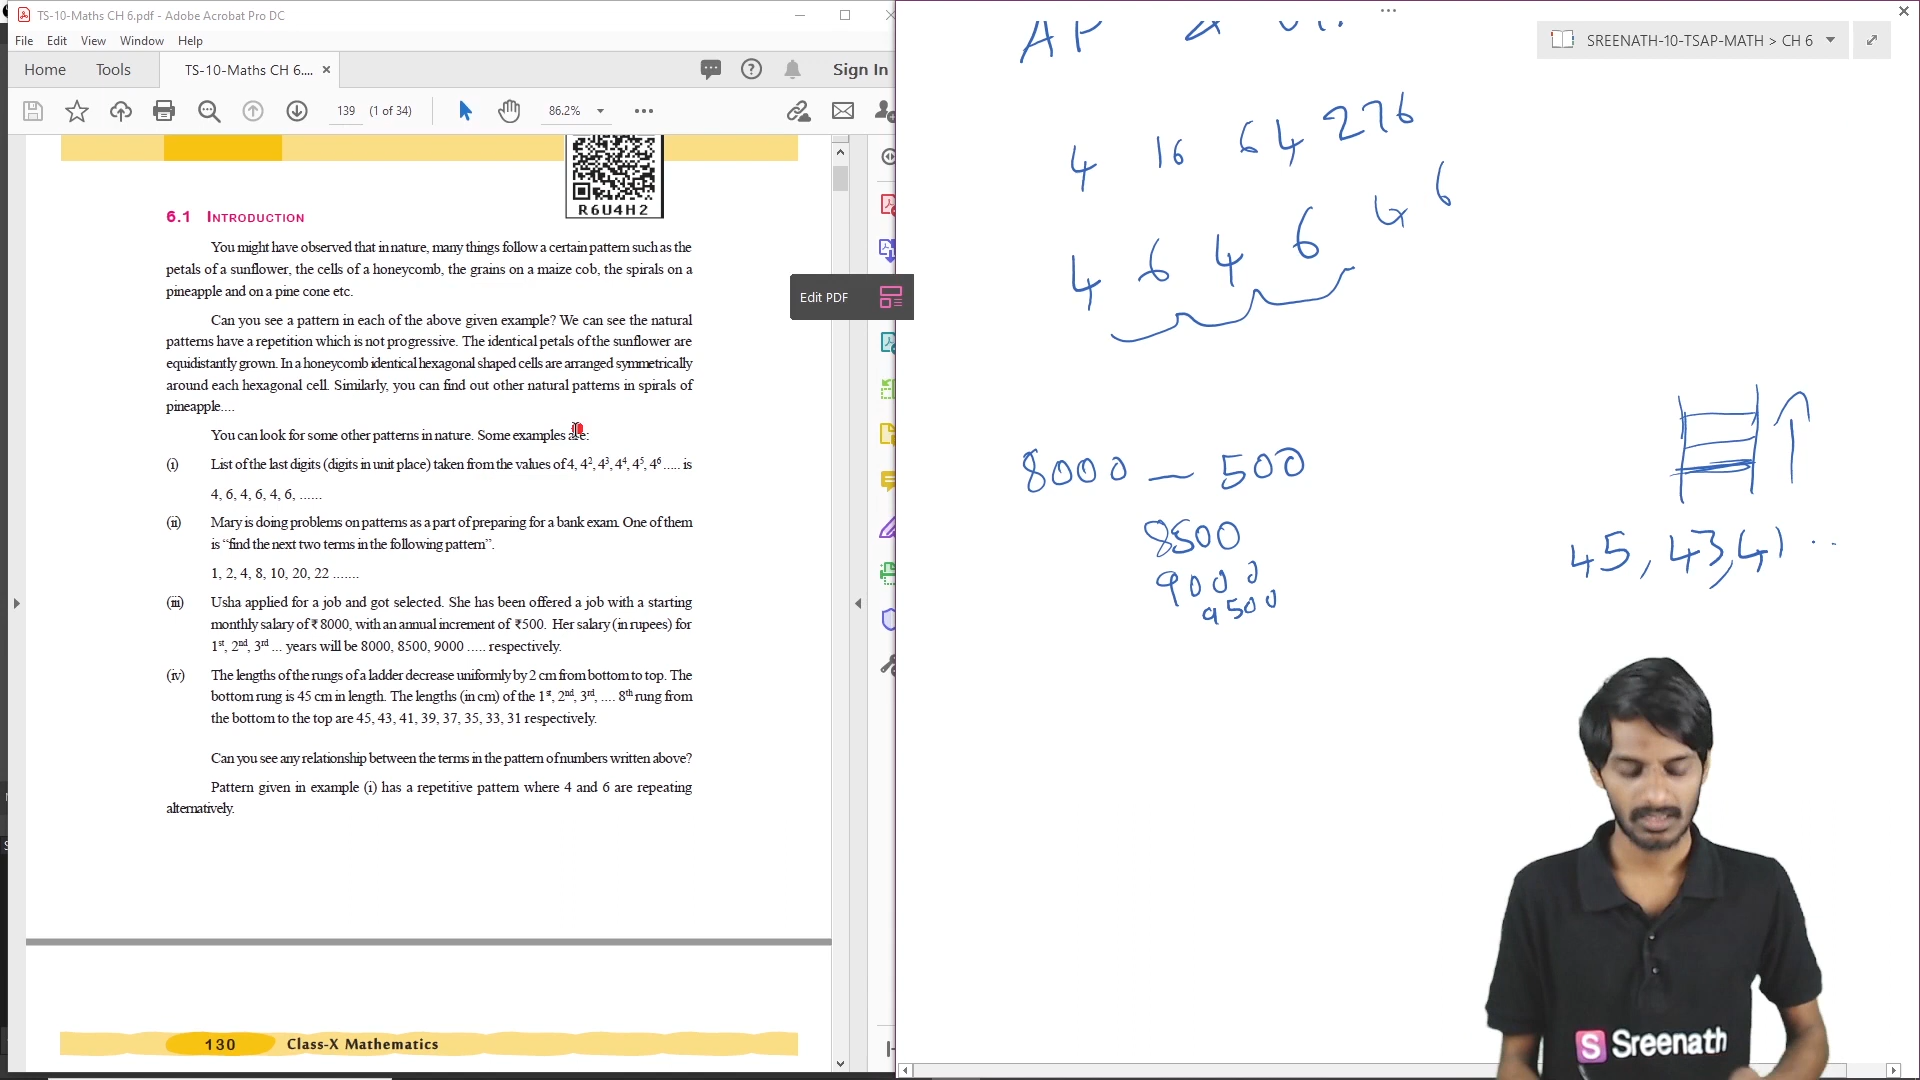 TS-10-Maths CH 6.pdf - Adobe Acrobat Pro DC
File Edit View Window Help
Home Tools TS-10-Maths CH 6.... × Sign In
139 (1 of 34) 86.2%
R6U4H2
6.1 INTRODUCTION
You might have observed that in nature, many things follow a certain pattern such as the
petals of a sunflower, the cells of a honeycomb, the grains on a maize cob, the spirals on a
pineapple and on a pine cone etc.
Can you see a pattern in each of the above given example? We can see the natural
patterns have a repetition which is not progressive. The identical petals of the sunflower are
equidistantly grown. In a honeycomb identical hexagonal shaped cells are arranged symmetrically
around each hexagonal cell. Similarly, you can find out other natural patterns in spirals of
pineapple....
You can look for some other patterns in nature. Some examples are:
(i) List of the last digits (digits in unit place) taken from the values of 4, 4², 4³, 4⁴, 4⁵, 4⁶ ..... is
4, 6, 4, 6, 4, 6, ......
(ii) Mary is doing problems on patterns as a part of preparing for a bank exam. One of them
is “find the next two terms in the following pattern”.
1, 2, 4, 8, 10, 20, 22 .......
(iii) Usha applied for a job and got selected. She has been offered a job with a starting
monthly salary of ₹ 8000, with an annual increment of ₹500. Her salary (in rupees) for
1st, 2nd, 3rd ... years will be 8000, 8500, 9000 ..... respectively.
(iv) The lengths of the rungs of a ladder decrease uniformly by 2 cm from bottom to top. The
bottom rung is 45 cm in length. The lengths (in cm) of the 1st, 2nd, 3rd, .... 8th rung from
the bottom to the top are 45, 43, 41, 39, 37, 35, 33, 31 respectively.
Can you see any relationship between the terms in the pattern of numbers written above?
Pattern given in example (i) has a repetitive pattern where 4 and 6 are repeating
alternatively.
130 Class-X Mathematics
Edit PDF
SREENATH-10-TSAP-MATH > CH 6
AP
4 16 64 276
4 6 4 6 4 6
8000 — 500
8500
9000
9500
45, 43, 41 ..
S Sreenath